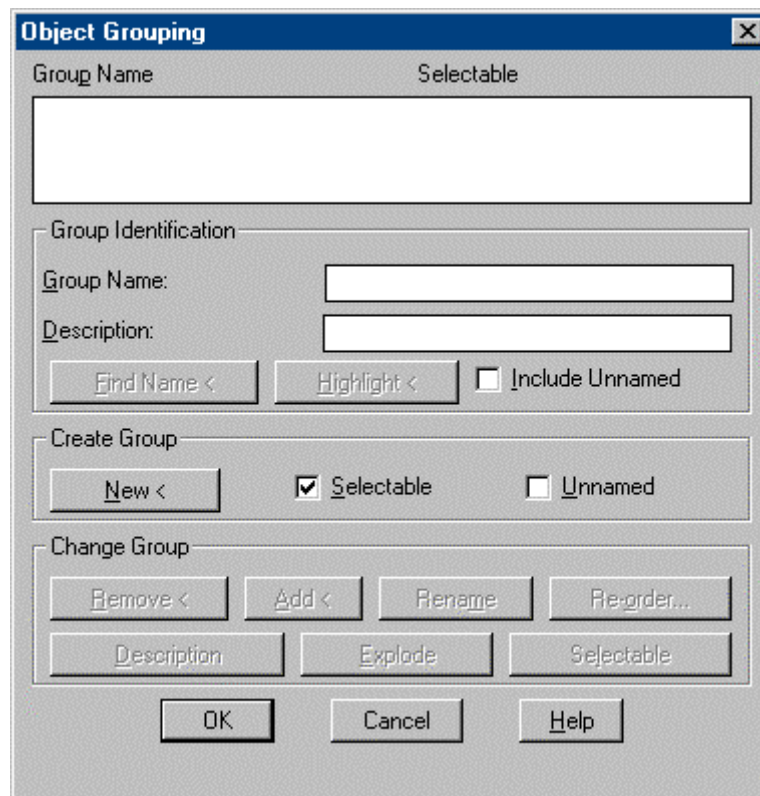 Object Grouping
Group Name Selectable
Group Identification
Group Name:
Description:
Find Name < Highlight < Include Unnamed
Create Group
New < Selectable Unnamed
Change Group
Remove < Add < Rename Re-order...
Description Explode Selectable
OK Cancel Help